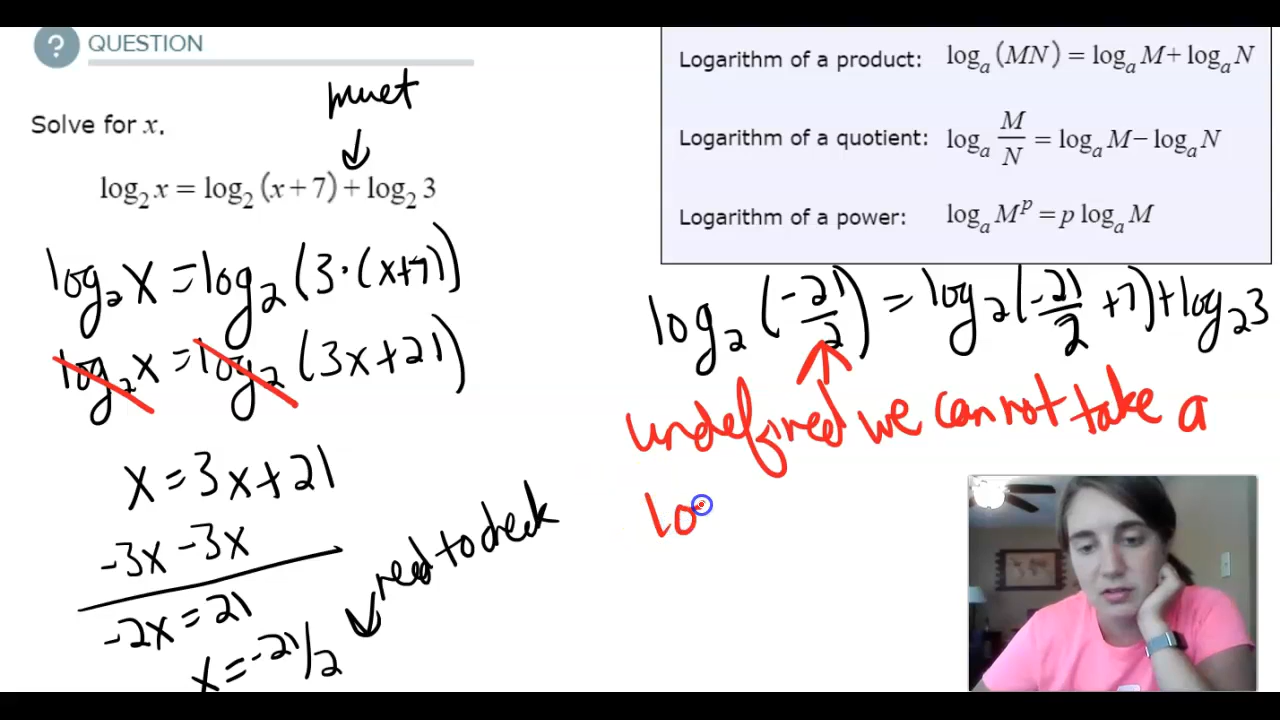 ? QUESTION
Solve for x.
muct
↓
log₂ x = log₂ (x + 7) + log₂ 3
log₂ x = log₂ (3·(x+7))
log₂ x = log₂ (3x+21)
x = 3x + 21
-3x -3x
-2x = 21
x = -21/2
need to check
Logarithm of a product: logₐ (MN) = logₐ M + logₐ N
Logarithm of a quotient: logₐ M/N = logₐ M − logₐ N
Logarithm of a power: logₐ Mᵖ = p logₐ M
log₂ (-21/2) = log₂ (-21/2 + 7) + log₂ 3
undefined we cannot take a
lo